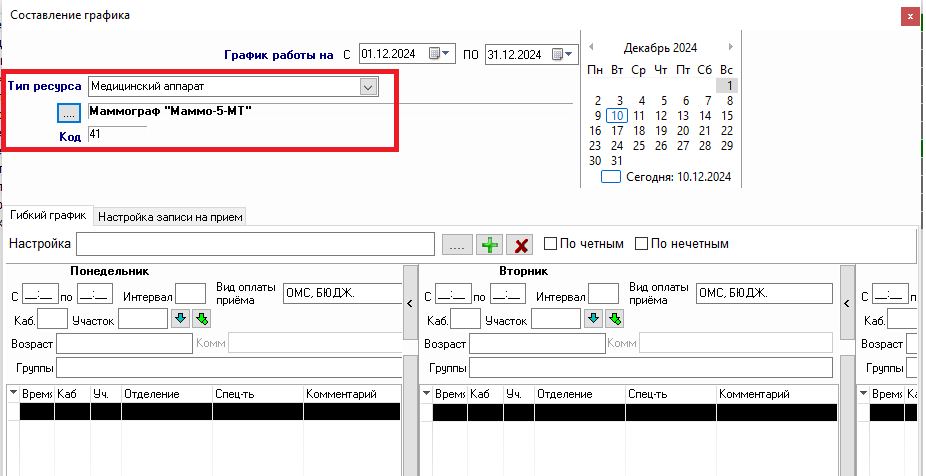 Составление графика
График работы на С 01.12.2024 ПО 31.12.2024
Тип ресурса Медицинский аппарат
.... Маммограф "Маммо-5-МТ"
Код 41
Декабрь 2024
Пн Вт Ср Чт Пт Сб Вс
1
2 3 4 5 6 7 8
9 10 11 12 13 14 15
16 17 18 19 20 21 22
23 24 25 26 27 28 29
30 31
Сегодня: 10.12.2024
Гибкий график Настройка записи на прием
Настройка .... По четным По нечетным
Понедельник
С __:__ по __:__ Интервал Вид оплаты приёма ОМС, БЮДЖ.
Каб. Участок
Возраст Комм
Группы
Время Каб Уч. Отделение Спец-ть Комментарий
<
Вторник
С __:__ по __:__ Интервал Вид оплаты приёма ОМС, БЮДЖ.
Каб. Участок
Возраст Комм
Группы
Время Каб Уч. Отделение Спец-ть Комментарий
<
С __:__ п
Каб.
Возраст
Группы
Время Ка